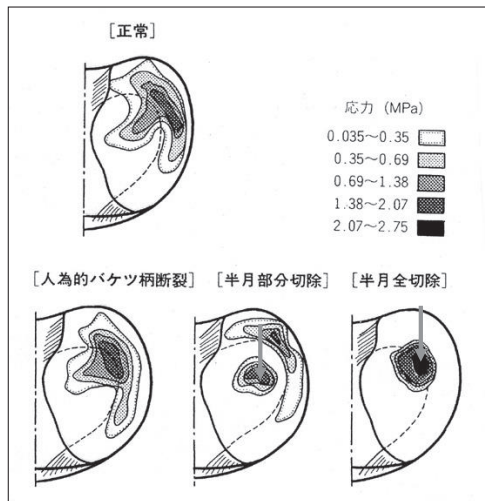 [正常]
応力 (MPa)
0.035～0.35
0.35～0.69
0.69～1.38
1.38～2.07
2.07～2.75
[人為的バケツ柄断裂]
[半月部分切除]
[半月全切除]